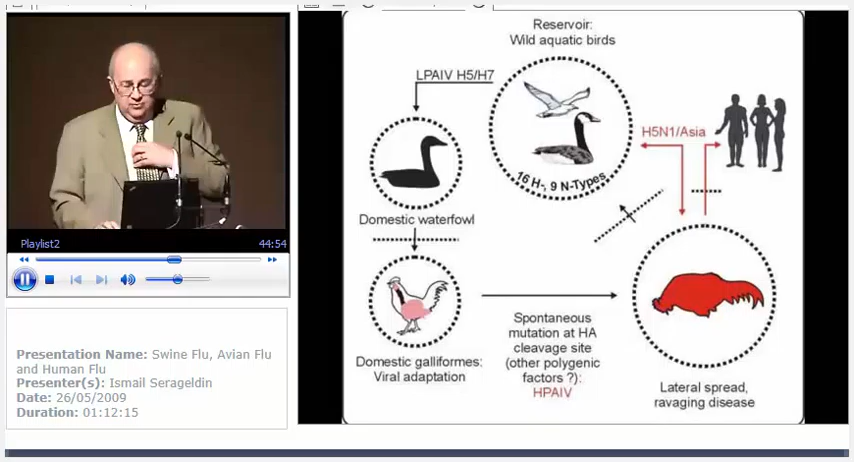 Playlist2
44:54
Presentation Name: Swine Flu, Avian Flu
and Human Flu
Presenter(s): Ismail Serageldin
Date: 26/05/2009
Duration: 01:12:15
Reservoir:
Wild aquatic birds
LPAIV H5/H7
16 H-, 9 N-Types
H5N1/Asia
Domestic waterfowl
Domestic galliformes:
Viral adaptation
Spontaneous
mutation at HA
cleavage site
(other polygenic
factors ?):
HPAIV
Lateral spread,
ravaging disease